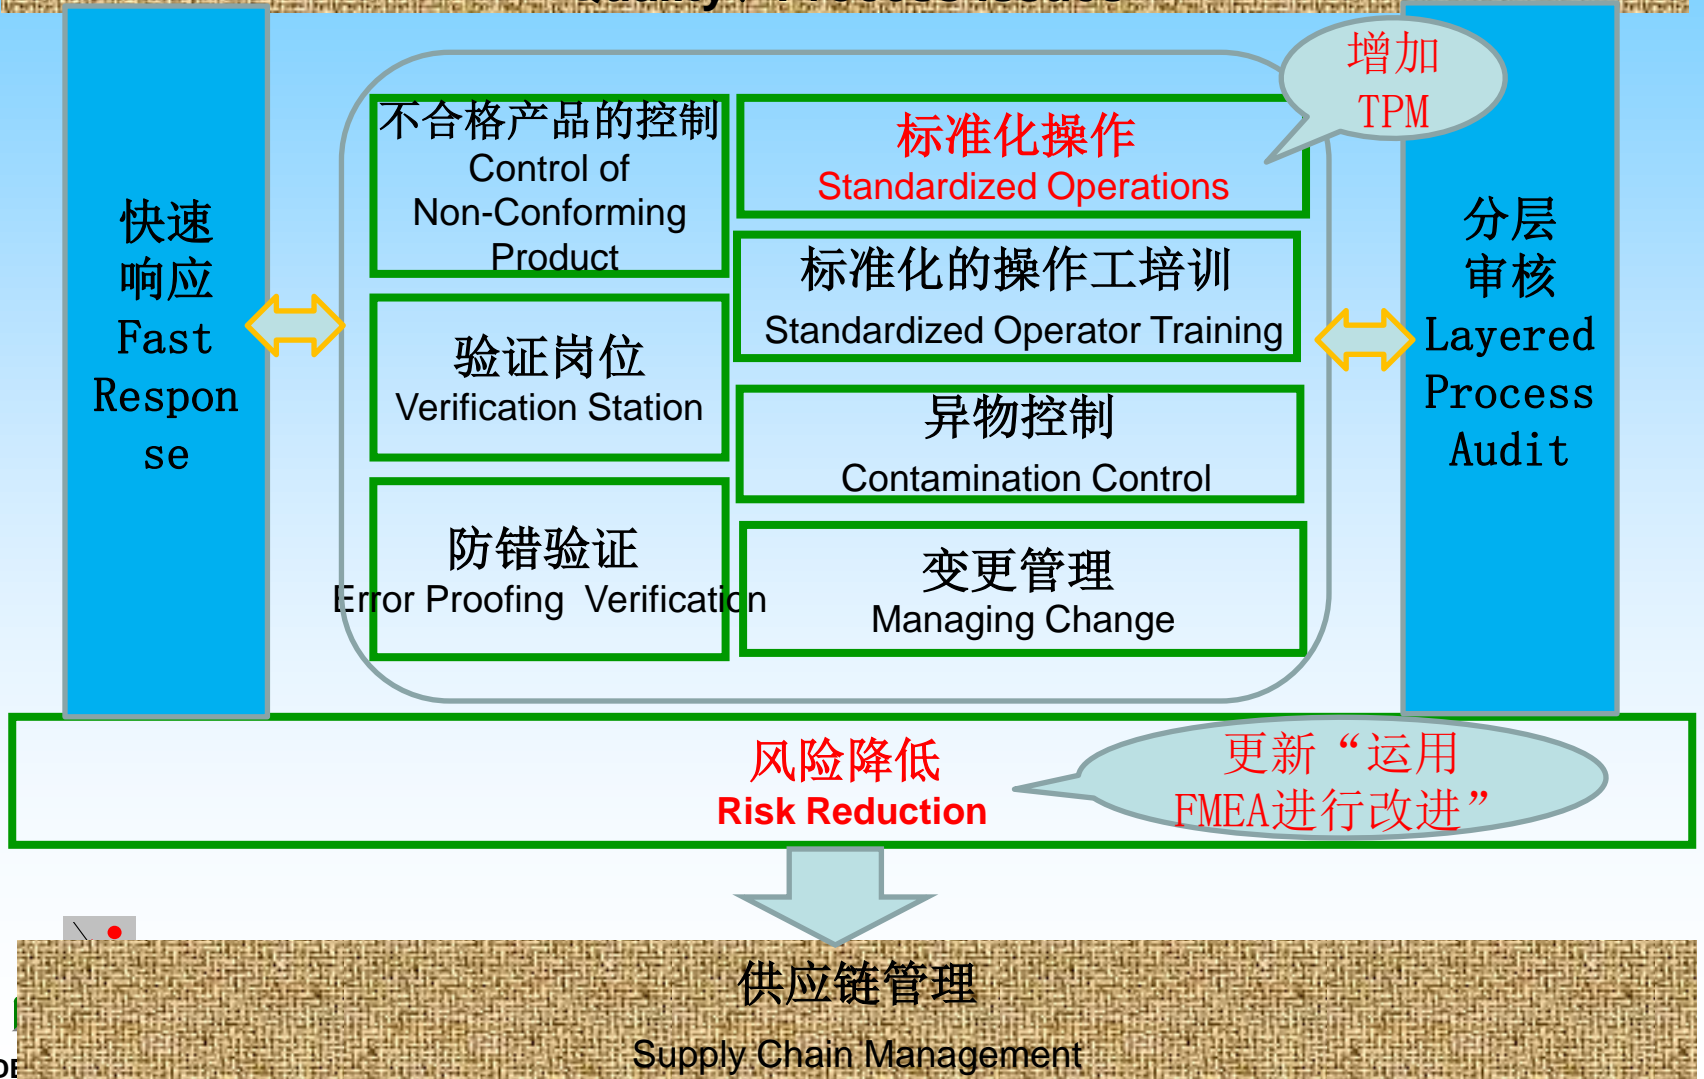 快速
响应
Fast
Respon
se
不合格产品的控制
Control of
Non-Conforming
Product
验证岗位
Verification Station
防错验证
Error Proofing Verification
标准化操作
Standardized Operations
增加
TPM
标准化的操作工培训
Standardized Operator Training
异物控制
Contamination Control
变更管理
Managing Change
分层
审核
Layered
Process
Audit
风险降低
Risk Reduction
更新“运用
FMEA进行改进”
供应链管理
Supply Chain Management